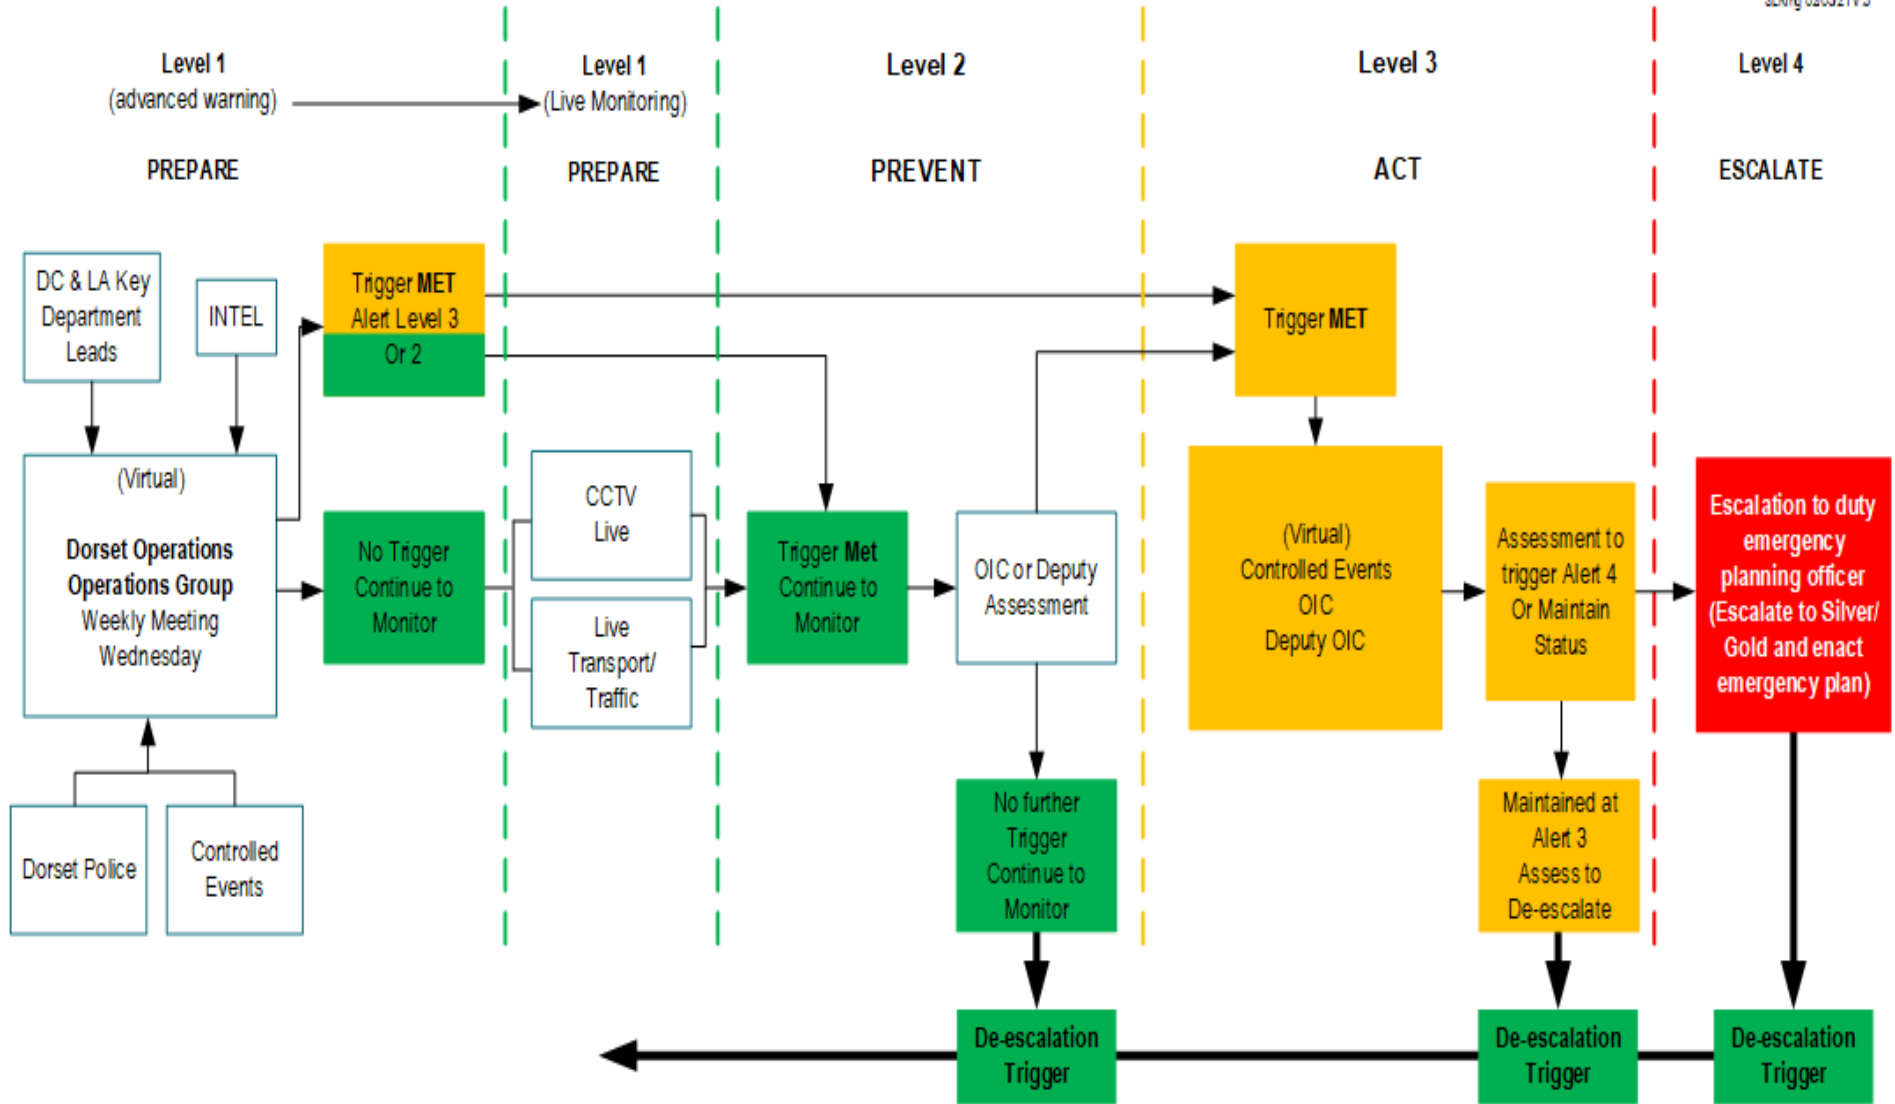 Level 1
(advanced warning)
PREPARE
Level 1
(Live Monitoring)
PREPARE
Level 2
PREVENT
Level 3
ACT
Level 4
ESCALATE
DC & LA Key
Department
Leads
INTEL
Trigger MET
Alert Level 3
Or 2
(Virtual)
Dorset Operations
Operations Group
Weekly Meeting
Wednesday
No Trigger
Continue to
Monitor
Dorset Police
Controlled
Events
CCTV
Live
Live
Transport/
Traffic
Trigger Met
Continue to
Monitor
OIC or Deputy
Assessment
No further
Trigger
Continue to
Monitor
Trigger MET
(Virtual)
Controlled Events
OIC
Deputy OIC
Assessment to
trigger Alert 4
Or Maintain
Status
Maintained at
Alert 3
Assess to
De-escalate
Escalation to duty
emergency
planning officer
(Escalate to Silver/
Gold and enact
emergency plan)
De-escalation
Trigger
De-escalation
Trigger
De-escalation
Trigger